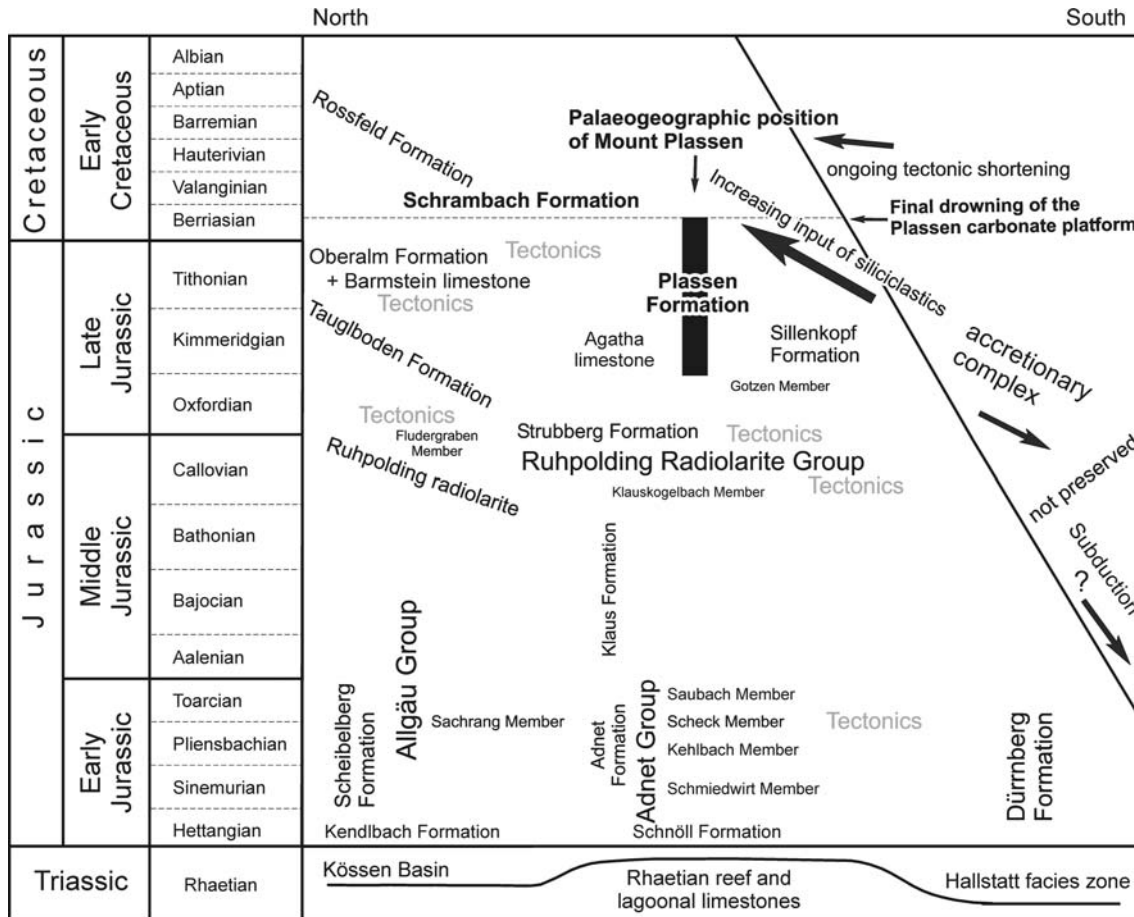 North
South
Cretaceous
Early
Cretaceous
Albian
Aptian
Barremian
Hauterivian
Valanginian
Berriasian
Jurassic
Late
Jurassic
Tithonian
Kimmeridgian
Oxfordian
Middle
Jurassic
Callovian
Bathonian
Bajocian
Aalenian
Early
Jurassic
Toarcian
Pliensbachian
Sinemurian
Hettangian
Triassic
Rhaetian
Rossfeld Formation
Palaeogeographic position
of Mount Plassen
ongoing tectonic shortening
Schrambach Formation
Increasing input of siliciclastics
Final drowning of the
Plassen carbonate platform
Oberalm Formation
+ Barmstein limestone
Tectonics
Tectonics
Plassen
Formation
Tauglboden Formation
Agatha
limestone
Sillenkopf
Formation
Gotzen Member
accretionary
complex
Tectonics
Fludergraben
Member
Strubberg Formation
Tectonics
Ruhpolding Radiolarite Group
Ruhpolding radiolarite
Klauskogelbach Member
Tectonics
not preserved
Subduction
?
Klaus Formation
Scheibelberg
Formation
Allgäu Group
Sachrang Member
Adnet
Formation
Adnet Group
Saubach Member
Scheck Member
Kehlbach Member
Schmiedwirt Member
Tectonics
Dürrnberg
Formation
Kendlbach Formation
Schnöll Formation
Kössen Basin
Rhaetian reef and
lagoonal limestones
Hallstatt facies zone